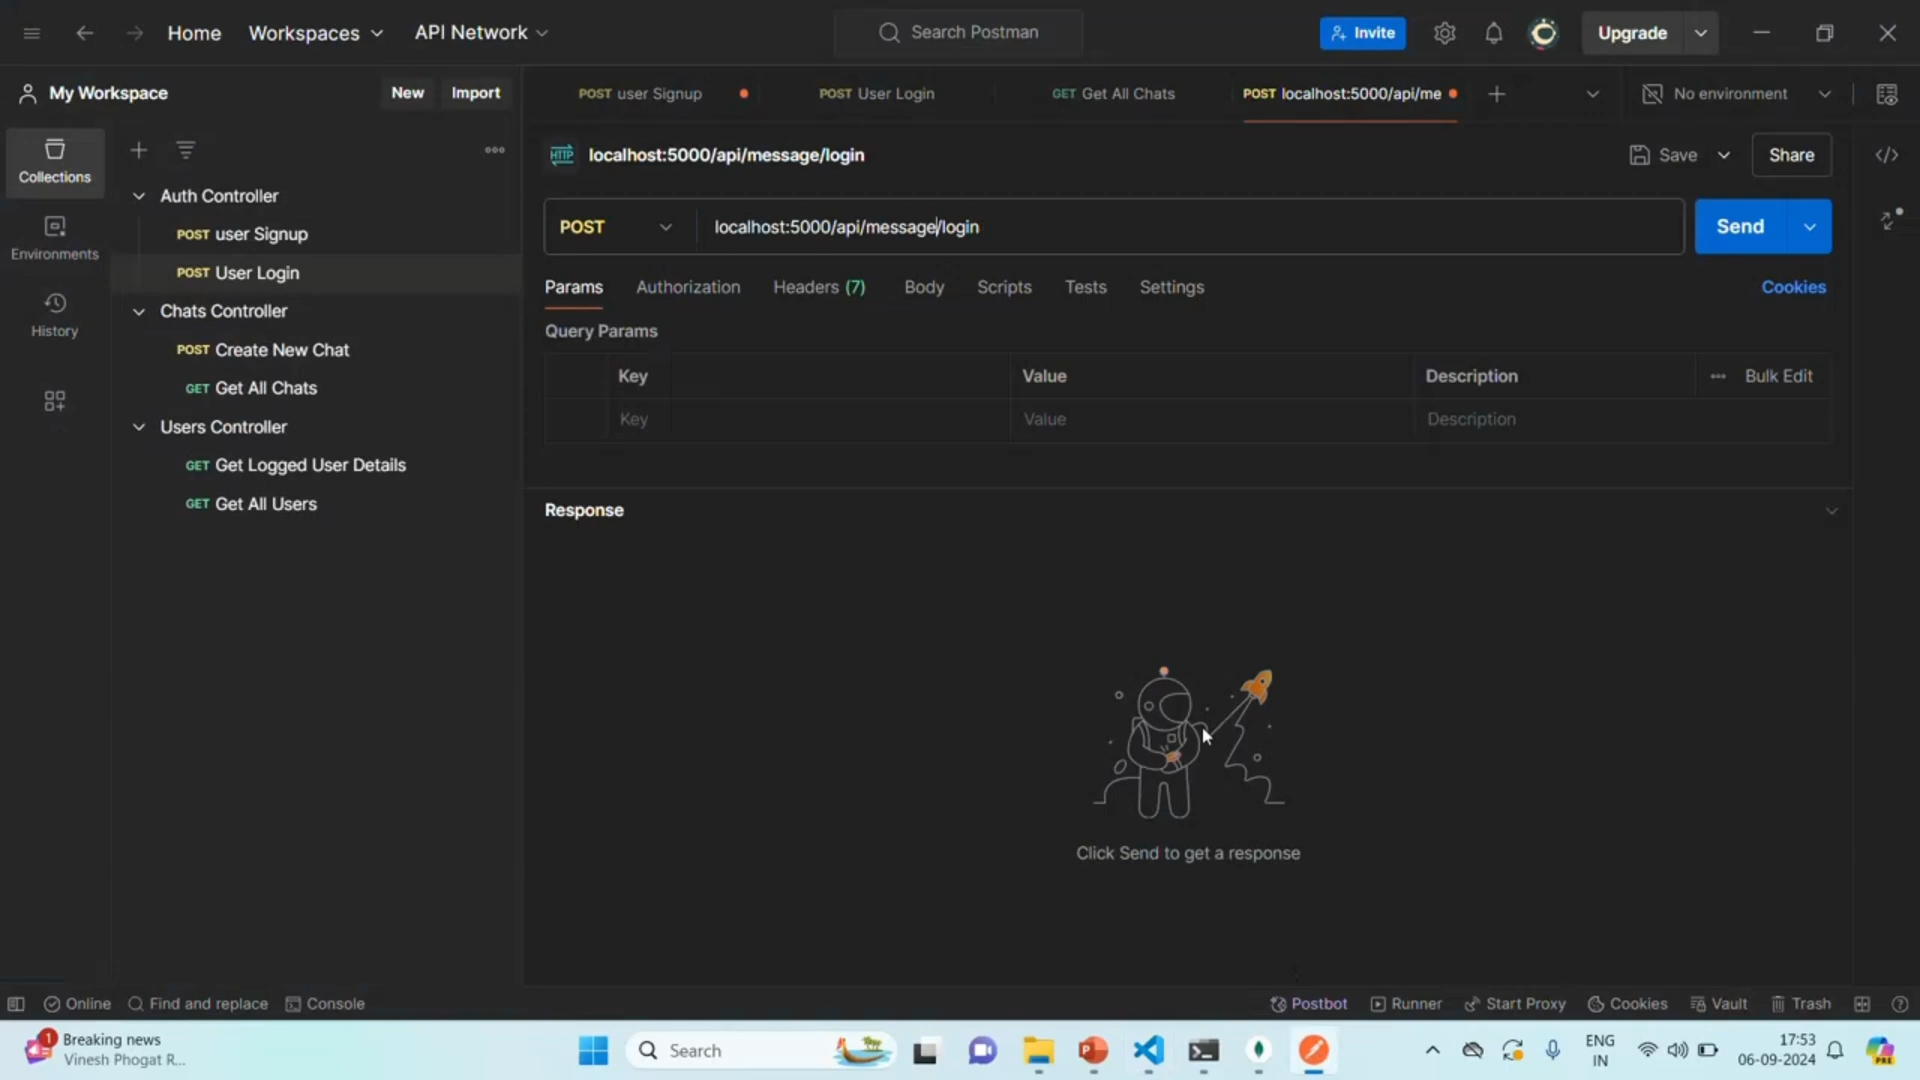 Home Workspaces API Network
Search Postman
Invite
Upgrade
My Workspace
New Import
POST user Signup
POST User Login
GET Get All Chats
POST localhost:5000/api/me
No environment
Collections
Environments
History
Auth Controller
POST user Signup
POST User Login
Chats Controller
POST Create New Chat
GET Get All Chats
Users Controller
GET Get Logged User Details
GET Get All Users
HTTP localhost:5000/api/message/login
Save
Share
POST localhost:5000/api/message/login
Send
Params Authorization Headers (7) Body Scripts Tests Settings
Cookies
Query Params
Key Value Description Bulk Edit
Key Value Description
Response
Click Send to get a response
Online Find and replace Console
Postbot Runner Start Proxy Cookies Vault Trash
1
Breaking news
Vinesh Phogat R...
Search
ENG
IN
17:53
06-09-2024
PRE